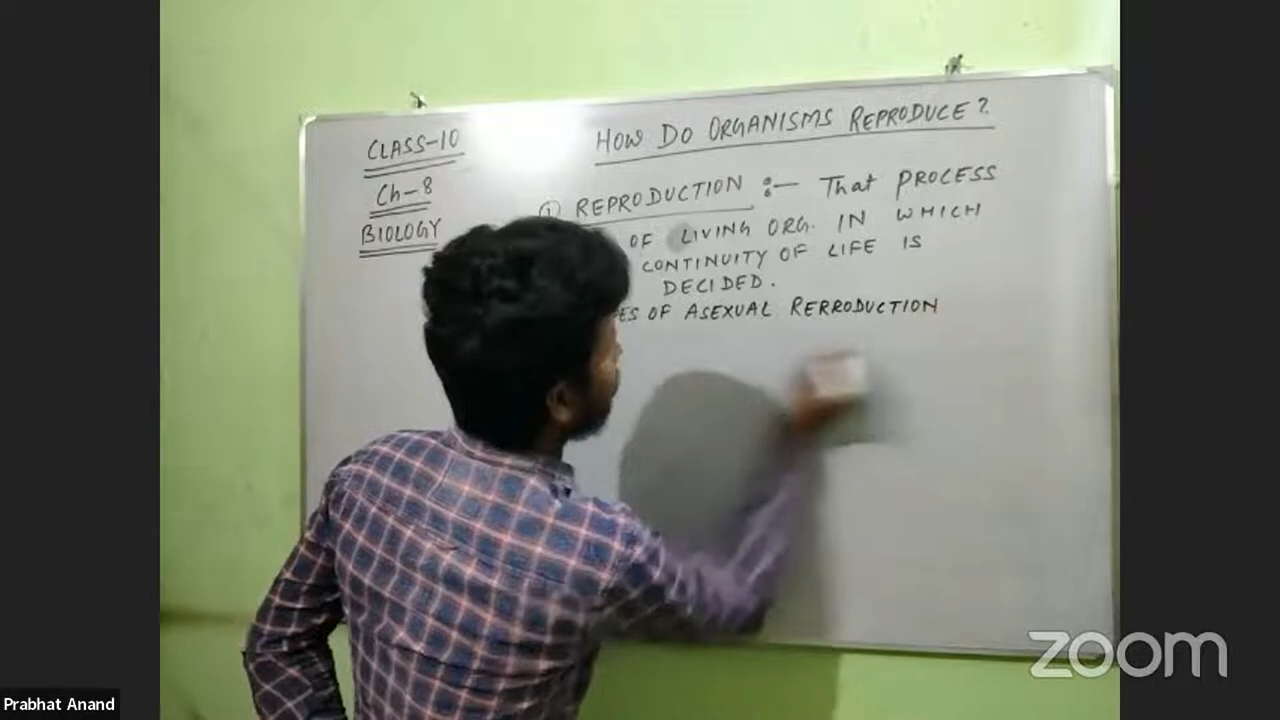 CLASS-10
Ch-8
BIOLOGY
HOW DO ORGANISMS REPRODUCE?
① REPRODUCTION :— That PROCESS
OF LIVING ORG. IN WHICH
CONTINUITY OF LIFE IS
DECIDED.
ES OF ASEXUAL RERRODUCTION
zoom
Prabhat Anand